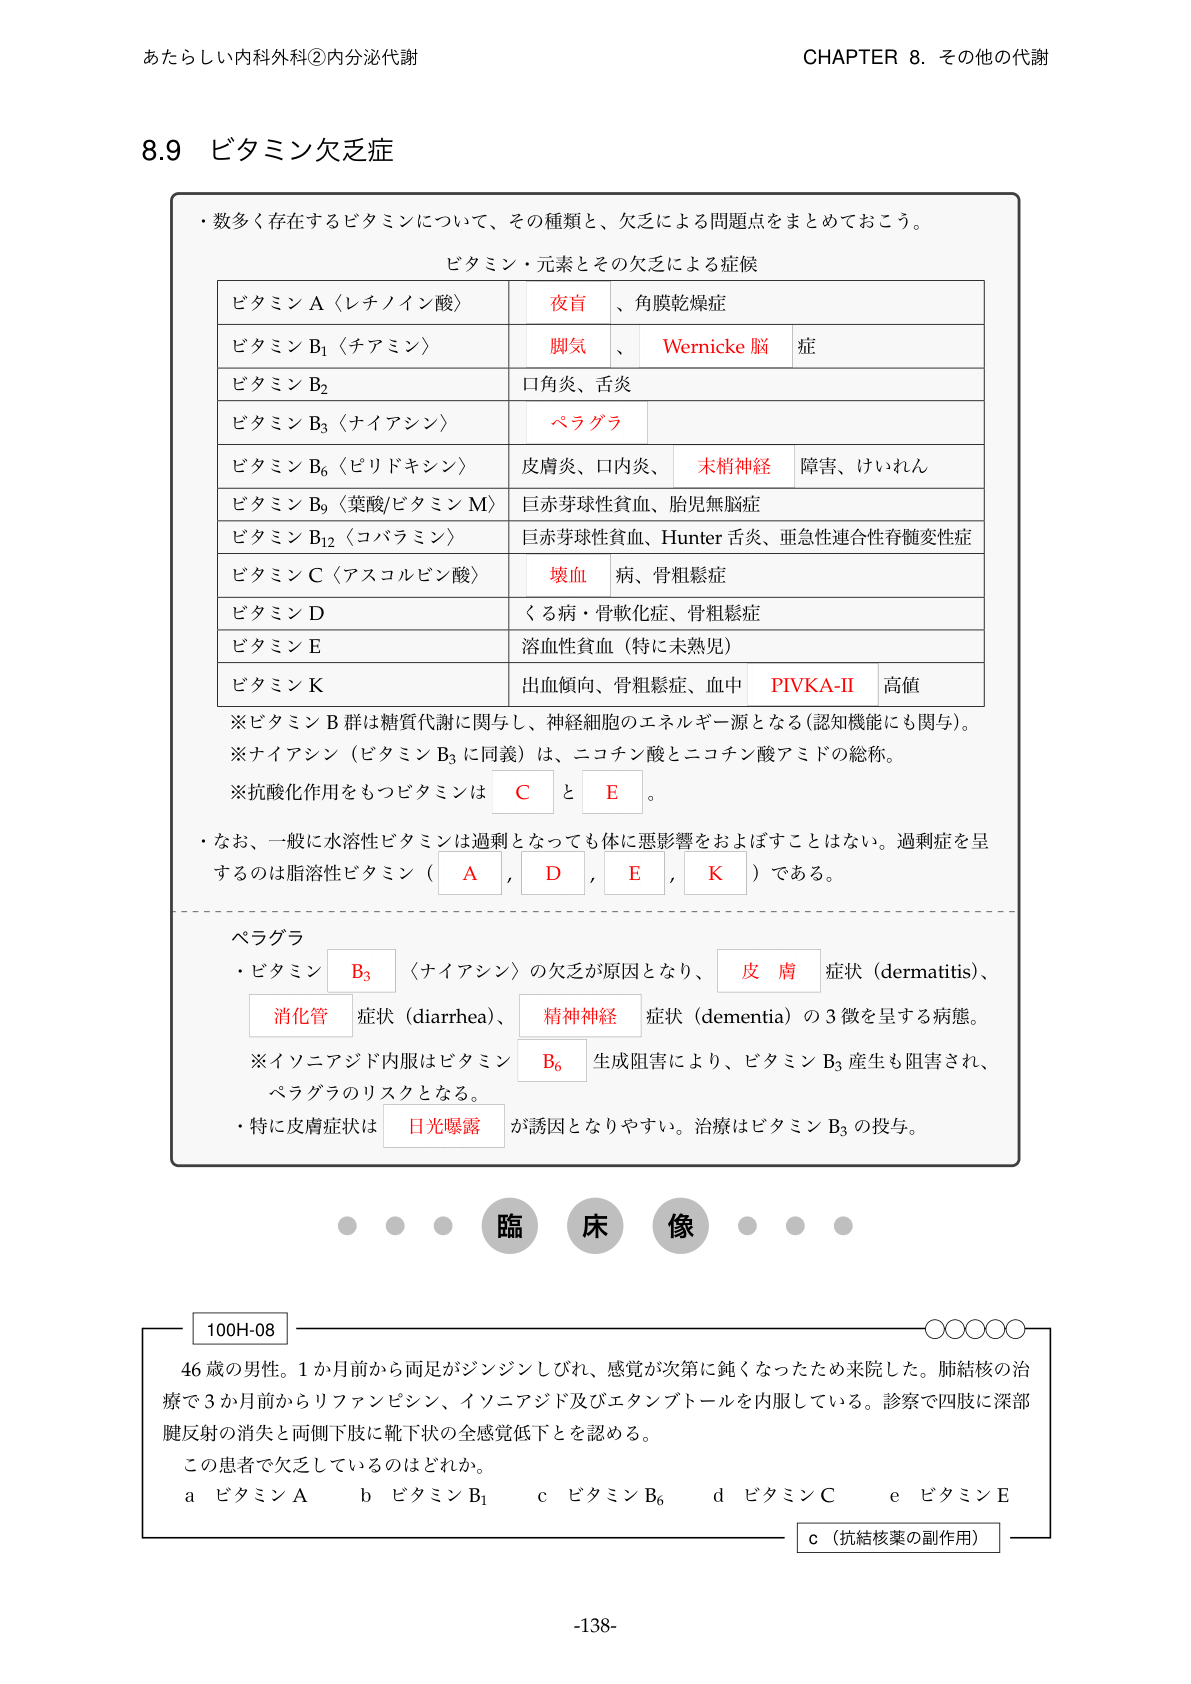 あたらしい内科外科②内分泌代謝 CHAPTER 8. その他の代謝
8.9 ビタミン欠乏症
・数多く存在するビタミンについて、その種類と、欠乏による問題点をまとめておこう。
ビタミン・元素とその欠乏による症候
ビタミン A〈レチノイン酸〉 夜盲 、角膜乾燥症
ビタミン B₁〈チアミン〉 脚気 、 Wernicke 脳 症
ビタミン B₂ 口角炎、舌炎
ビタミン B₃〈ナイアシン〉 ペラグラ
ビタミン B₆〈ピリドキシン〉 皮膚炎、口内炎、 末梢神経 障害、けいれん
ビタミン B₉〈葉酸/ビタミン M〉 巨赤芽球性貧血、胎児無脳症
ビタミン B₁₂〈コバラミン〉 巨赤芽球性貧血、Hunter 舌炎、亜急性連合性脊髄変性症
ビタミン C〈アスコルビン酸〉 壊血 病、骨粗鬆症
ビタミン D くる病・骨軟化症、骨粗鬆症
ビタミン E 溶血性貧血（特に未熟児）
ビタミン K 出血傾向、骨粗鬆症、血中 PIVKA-II 高値
※ビタミン B 群は糖質代謝に関与し、神経細胞のエネルギー源となる（認知機能にも関与）。
※ナイアシン（ビタミン B₃ に同義）は、ニコチン酸とニコチン酸アミドの総称。
※抗酸化作用をもつビタミンは C と E 。
・なお、一般に水溶性ビタミンは過剰となっても体に悪影響をおよぼすことはない。過剰症を呈
するのは脂溶性ビタミン（ A , D , E , K ）である。
ペラグラ
・ビタミン B₃ 〈ナイアシン〉の欠乏が原因となり、 皮 膚 症状（dermatitis）、
消化管 症状（diarrhea）、 精神神経 症状（dementia）の 3 徴を呈する病態。
※イソニアジド内服はビタミン B₆ 生成阻害により、ビタミン B₃ 産生も阻害され、
ペラグラのリスクとなる。
・特に皮膚症状は 日光曝露 が誘因となりやすい。治療はビタミン B₃ の投与。
臨 床 像
100H-08
46 歳の男性。1 か月前から両足がジンジンしびれ、感覚が次第に鈍くなったため来院した。肺結核の治
療で 3 か月前からリファンピシン、イソニアジド及びエタンブトールを内服している。診察で四肢に深部
腱反射の消失と両側下肢に靴下状の全感覚低下とを認める。
この患者で欠乏しているのはどれか。
a ビタミン A b ビタミン B₁ c ビタミン B₆ d ビタミン C e ビタミン E
c （抗結核薬の副作用）
-138-